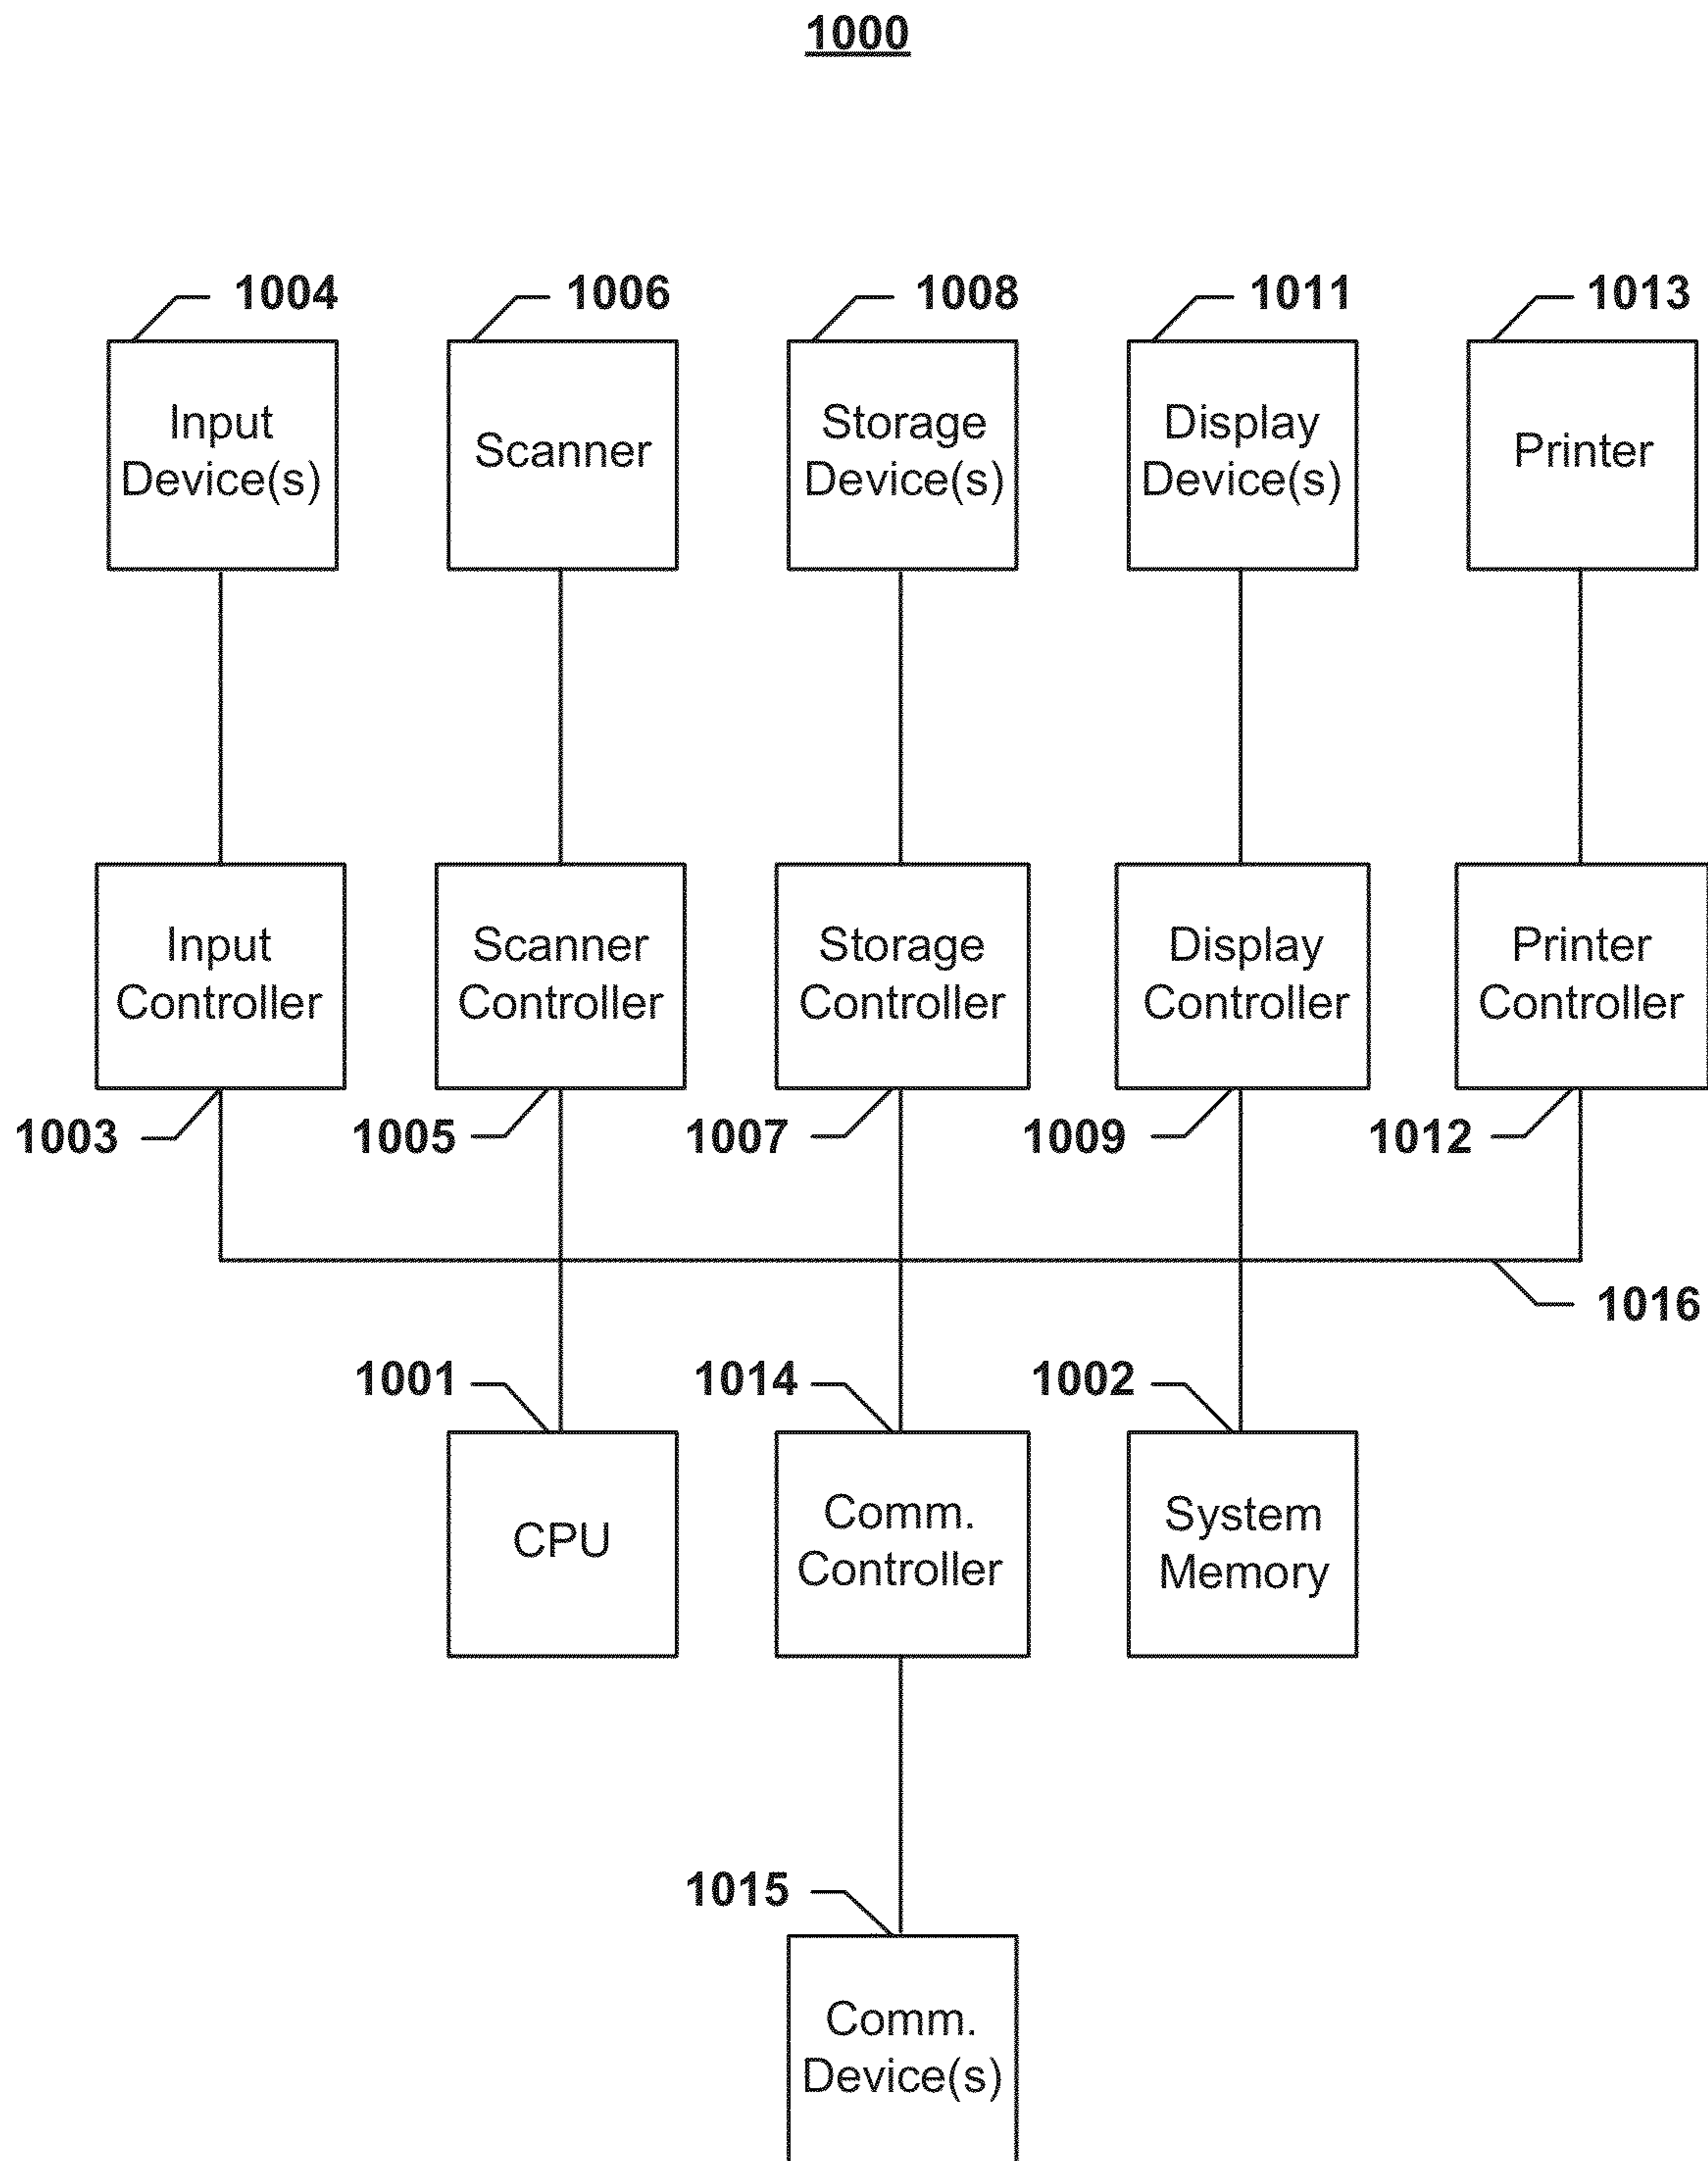 1000
1004
1006
1008
1011
1013
Input
Device(s)
Scanner
Storage
Device(s)
Display
Device(s)
Printer
Input
Controller
Scanner
Controller
Storage
Controller
Display
Controller
Printer
Controller
1003
1005
1007
1009
1012
1016
1001
1014
1002
CPU
Comm.
Controller
System
Memory
1015
Comm.
Device(s)